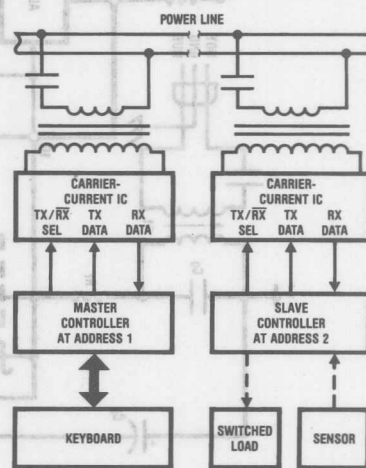 POWER LINE
CARRIER-
CURRENT IC
TX/RX TX RX
SEL DATA DATA
CARRIER-
CURRENT IC
TX/RX TX RX
SEL DATA DATA
MASTER
CONTROLLER
AT ADDRESS 1
SLAVE
CONTROLLER
AT ADDRESS 2
KEYBOARD
SWITCHED
LOAD
SENSOR